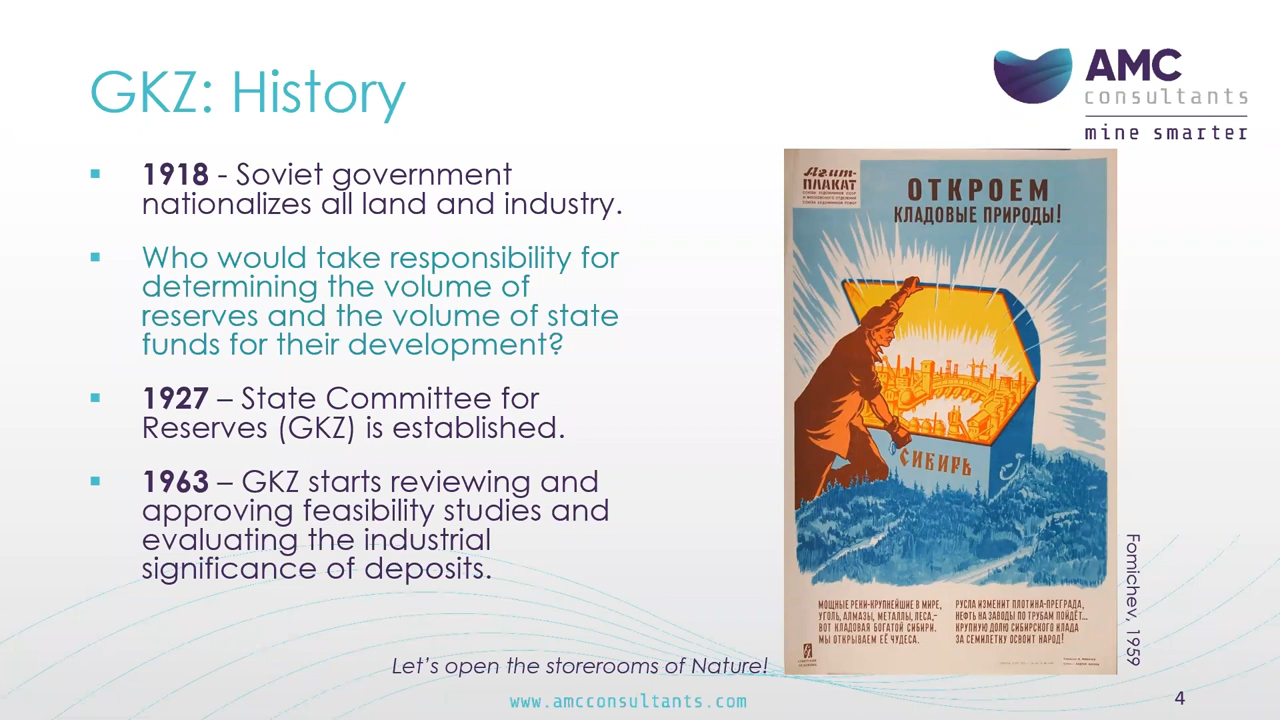 GKZ: History
AMC
consultants
mine smarter
▪ 1918 - Soviet government
nationalizes all land and industry.
▪ Who would take responsibility for
determining the volume of
reserves and the volume of state
funds for their development?
▪ 1927 – State Committee for
Reserves (GKZ) is established.
▪ 1963 – GKZ starts reviewing and
approving feasibility studies and
evaluating the industrial
significance of deposits.
Агит-
ПЛАКАТ
ОТКРОЕМ
КЛАДОВЫЕ ПРИРОДЫ!
СИБИРЬ
МОЩНЫЕ РЕКИ-КРУПНЕЙШИЕ В МИРЕ,
УГОЛЬ, АЛМАЗЫ, МЕТАЛЛЫ, ЛЕСА,–
ВОТ КЛАДОВАЯ БОГАТОЙ СИБИРИ.
МЫ ОТКРЫВАЕМ ЕЁ ЧУДЕСА.
РУСЛА ИЗМЕНИТ ПЛОТИНА-ПРЕГРАДА,
НЕФТЬ НА ЗАВОДЫ ПО ТРУБАМ ПОЙДЁТ...
КРУПНУЮ ДОЛЮ СИБИРСКОГО КЛАДА
ЗА СЕМИЛЕТКУ ОСВОИТ НАРОД!
Fomichev, 1959
Let's open the storerooms of Nature!
www.amcconsultants.com
4